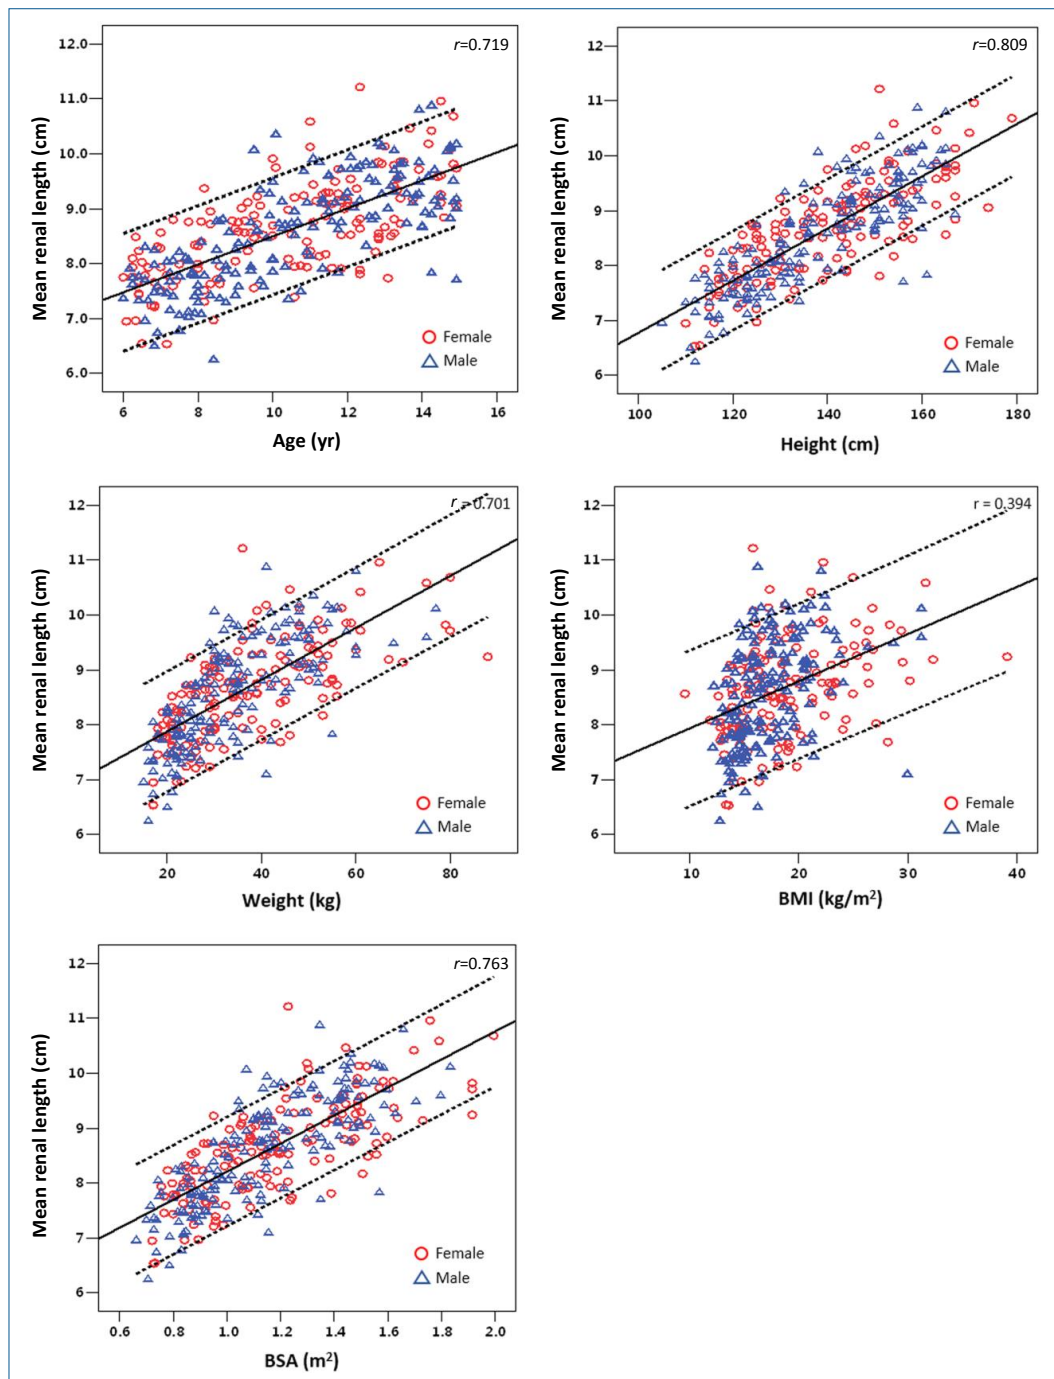 r=0.719
12.0
11.0
10.0
9.0
8.0
7.0
6.0
Mean renal length (cm)
Female
Male
6 8 10 12 14 16
Age (yr)
r=0.809
12
11
10
9
8
7
6
Mean renal length (cm)
Female
Male
100 120 140 160 180
Height (cm)
r = 0.701
12
11
10
9
8
7
6
Mean renal length (cm)
Female
Male
20 40 60 80
Weight (kg)
r = 0.394
12
11
10
9
8
7
6
Mean renal length (cm)
Female
Male
10 20 30 40
BMI (kg/m²)
r=0.763
12
11
10
9
8
7
6
Mean renal length (cm)
Female
Male
0.6 0.8 1.0 1.2 1.4 1.6 1.8 2.0
BSA (m²)